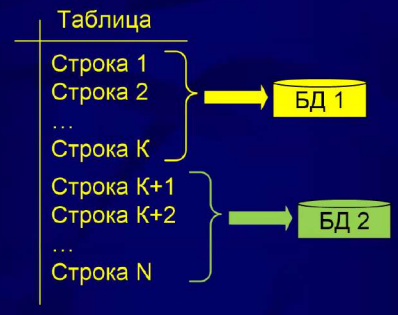 Таблица
Строка 1
Строка 2
…
Строка К
Строка К+1
Строка К+2
…
Строка N
БД 1
БД 2